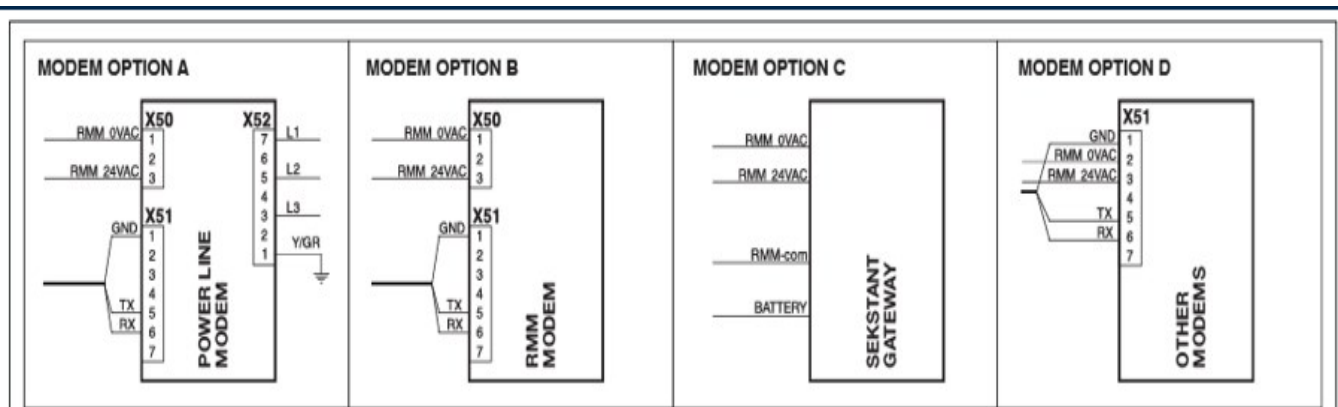 MODEM OPTION A
X50
RMM 0VAC
1
2
RMM 24VAC
3
X51
GND
1
2
3
4
TX
5
RX
6
7
POWER LINE
MODEM
X52
7
L1
6
5
L2
4
3
L3
2
1
Y/GR
MODEM OPTION B
X50
RMM 0VAC
1
2
RMM 24VAC
3
X51
GND
1
2
3
4
TX
5
RX
6
7
RMM
MODEM
MODEM OPTION C
RMM 0VAC
RMM 24VAC
RMM-com
BATTERY
SEKSTANT
GATEWAY
MODEM OPTION D
X51
GND
1
RMM 0VAC
2
RMM 24VAC
3
4
TX
5
RX
6
7
OTHER
MODEMS